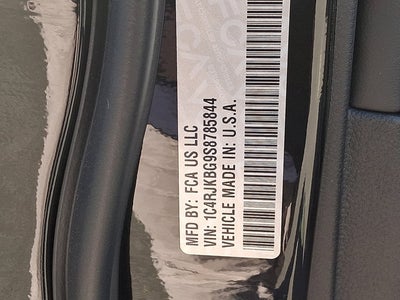 MFD BY: FCA US LLC
VIN: 1C4RJKBG9S8785844
VEHICLE MADE IN: U.S.A.